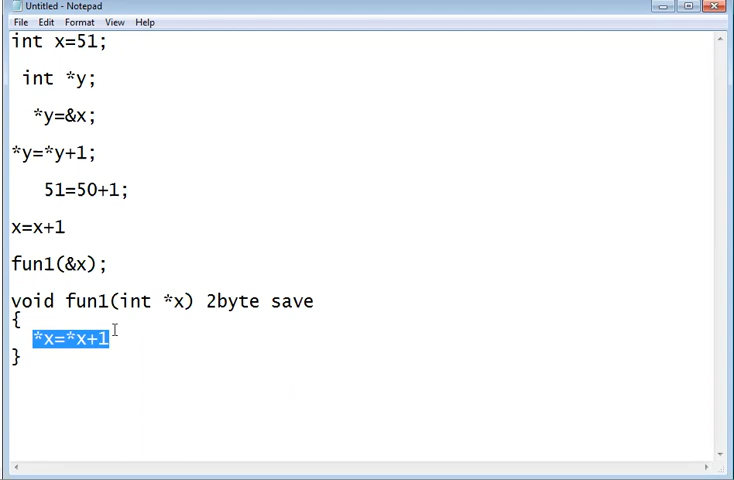 Untitled - Notepad
File Edit Format View Help
int x=51;
int *y;
*y=&x;
*y=*y+1;
51=50+1;
x=x+1
fun1(&x);
void fun1(int *x) 2byte save
{
*x=*x+1
}